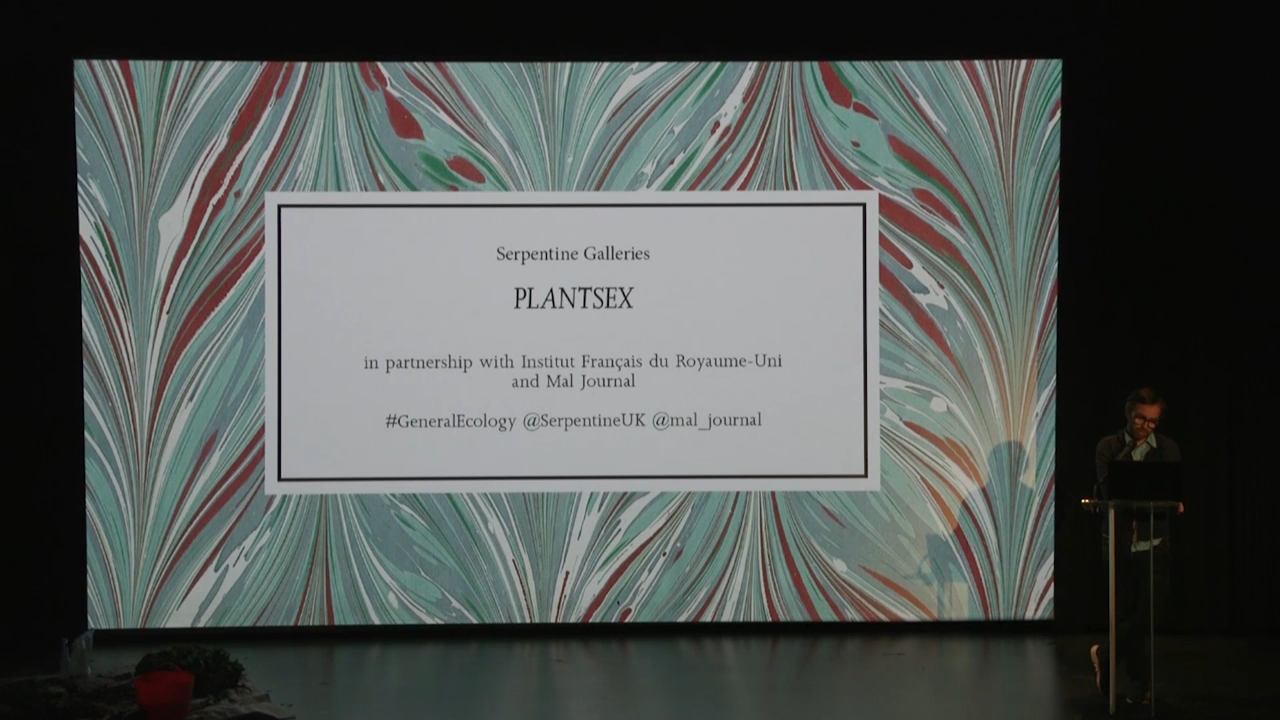 Serpentine Galleries
PLANTSEX
in partnership with Institut Français du Royaume-Uni
and Mal Journal
#GeneralEcology @SerpentineUK @mal_journal